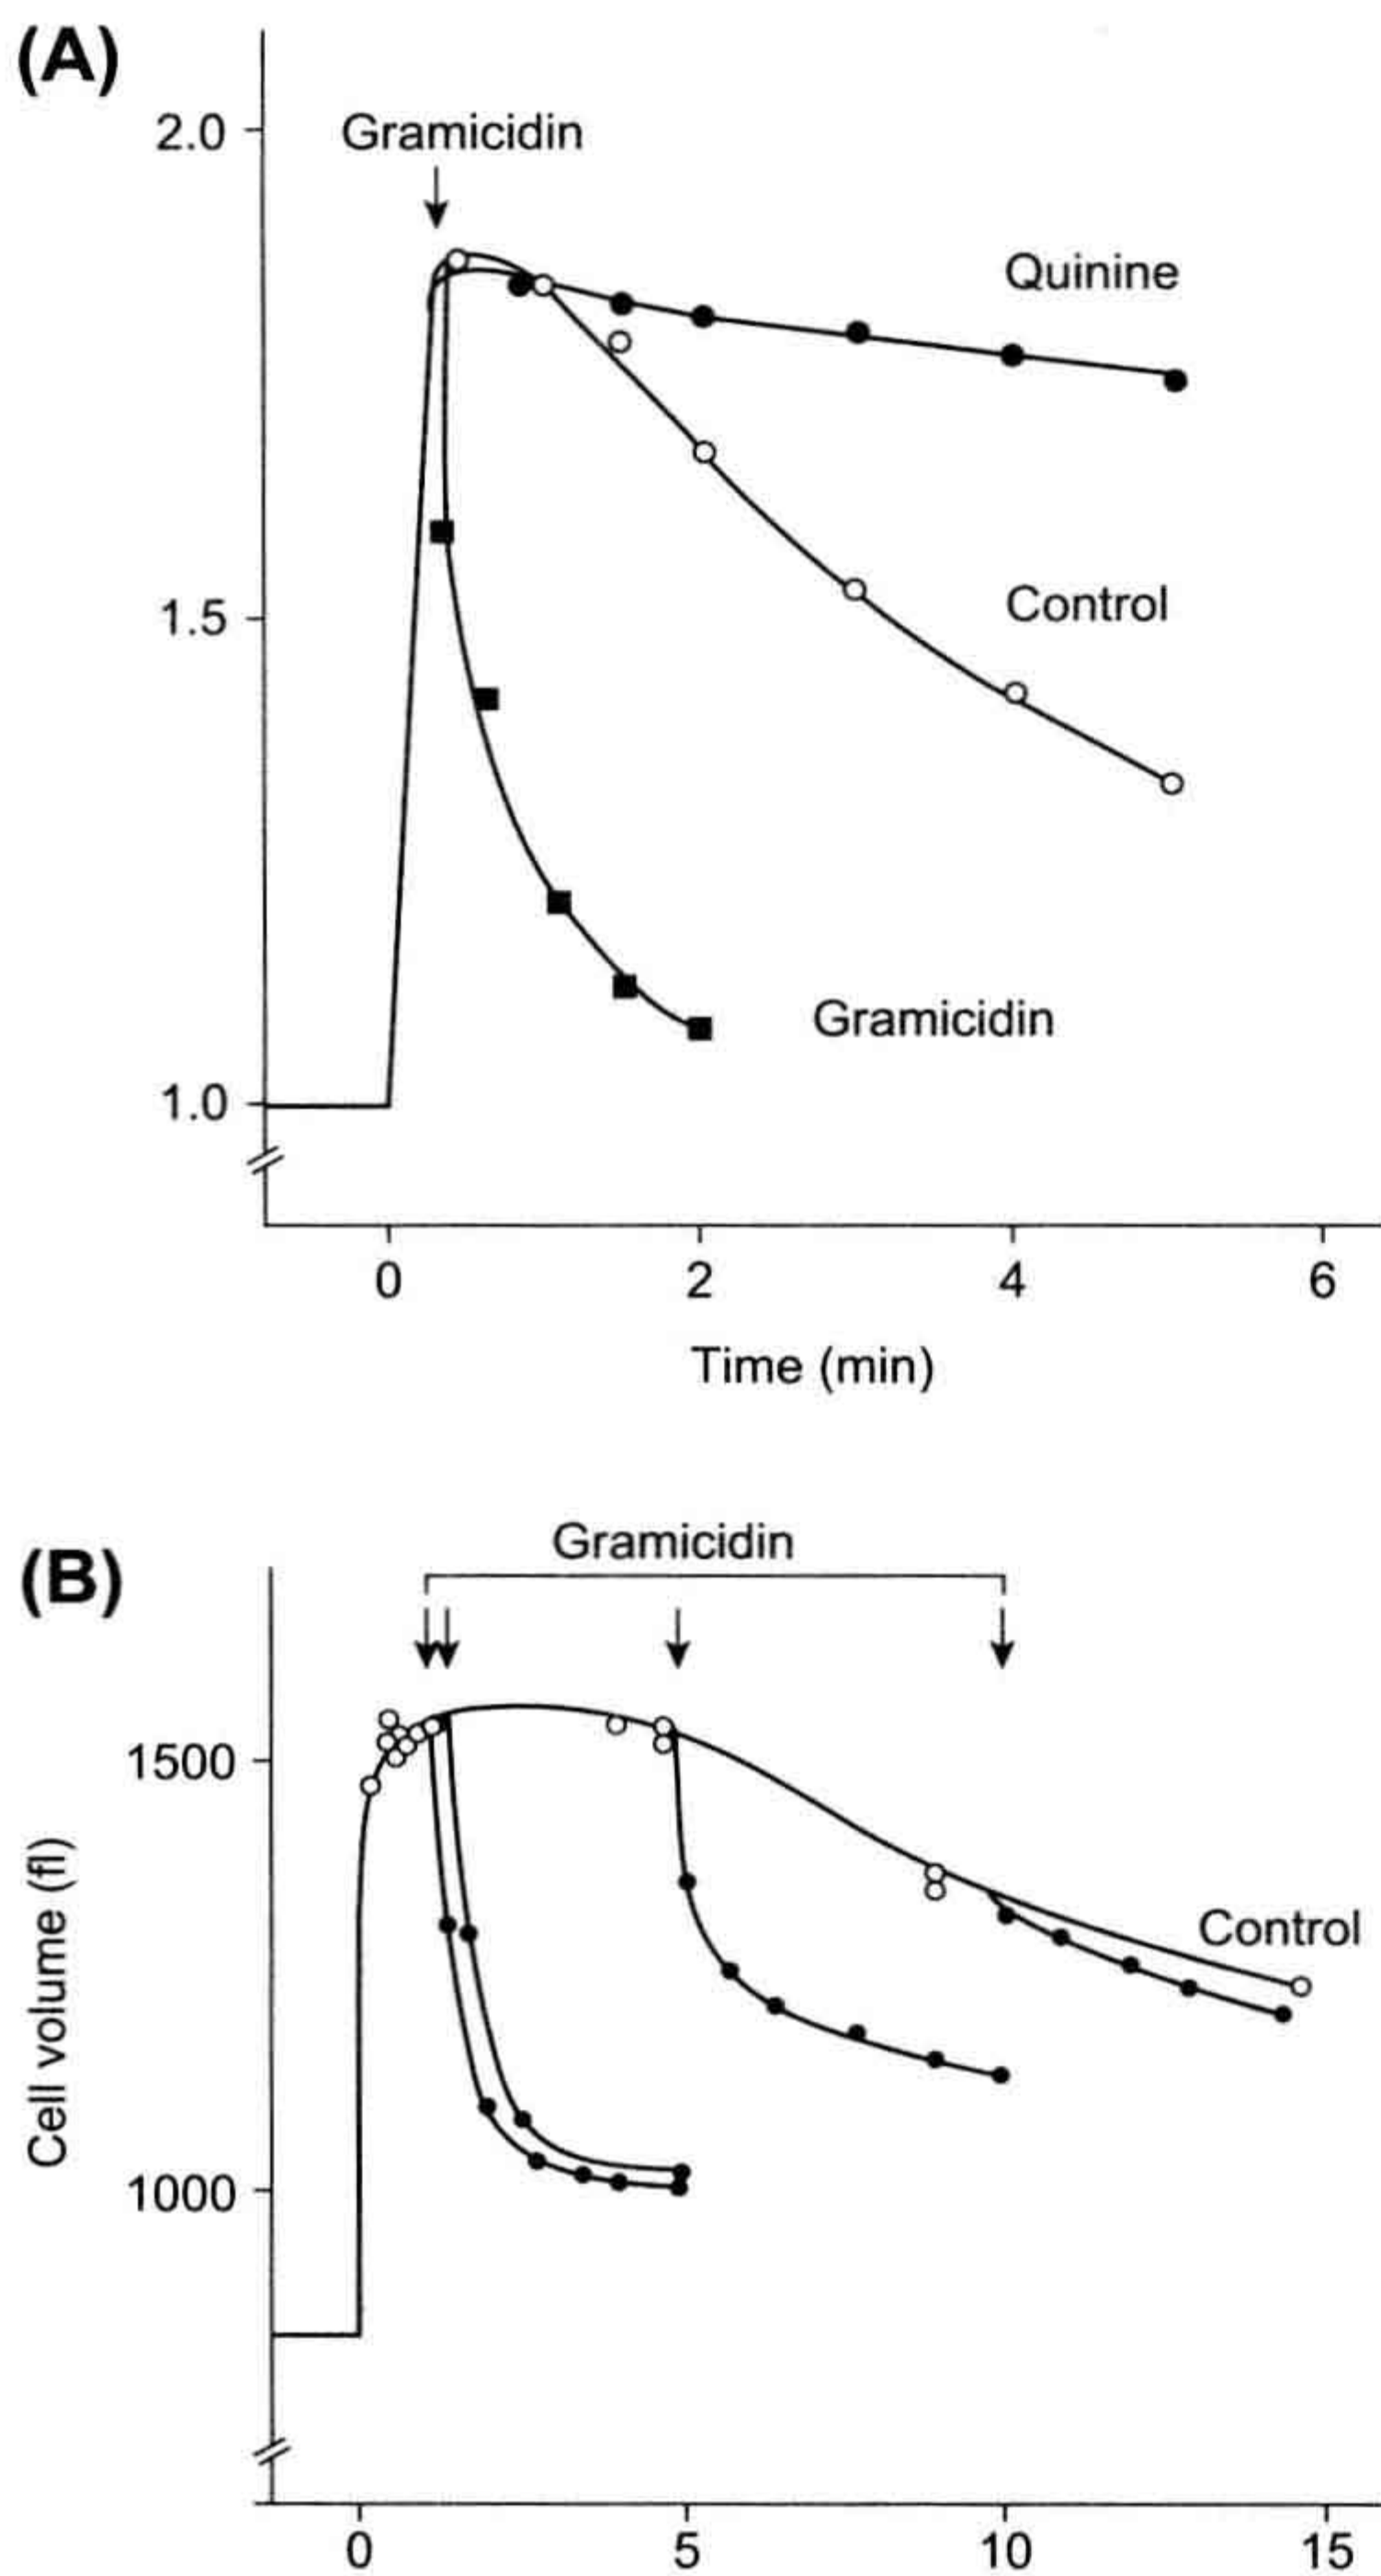 (A)
2.0
Gramicidin
Quinine
1.5
Control
1.0
Gramicidin
0 2 4 6
Time (min)
(B)
Gramicidin
1500
Control
Cell volume (fl)
1000
0 5 10 15